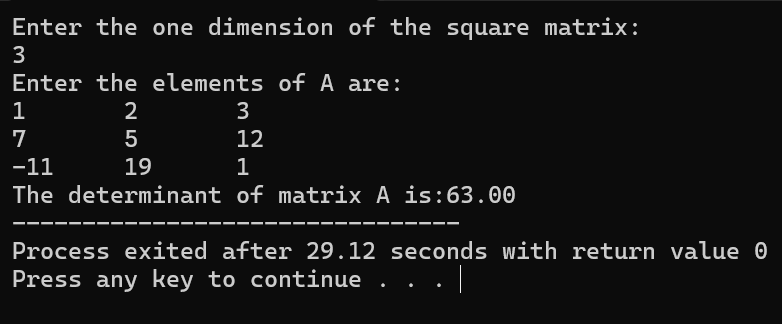 Enter the one dimension of the square matrix:
3
Enter the elements of A are:
1 2 3
7 5 12
-11 19 1
The determinant of matrix A is:63.00
--------------------------------
Process exited after 29.12 seconds with return value 0
Press any key to continue . . .